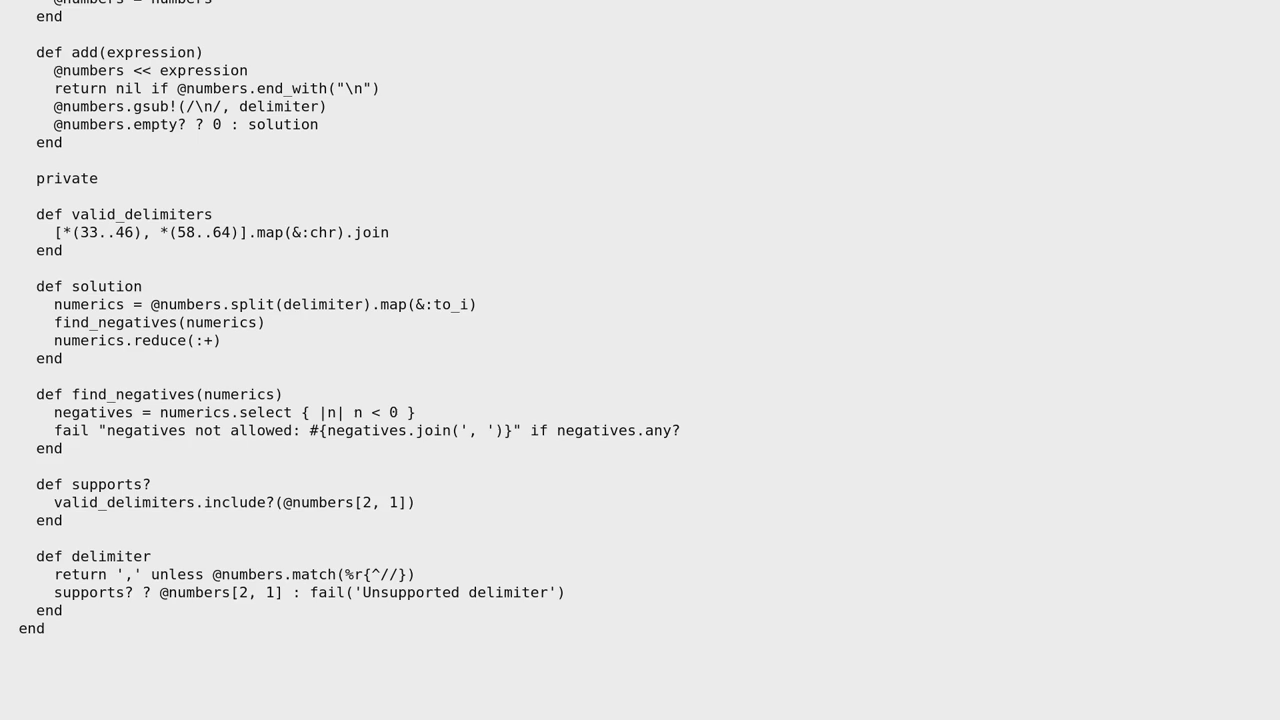 @numbers = numbers
end
def add(expression)
@numbers << expression
return nil if @numbers.end_with("\n")
@numbers.gsub!(/\n/, delimiter)
@numbers.empty? ? 0 : solution
end
private
def valid_delimiters
[*(33..46), *(58..64)].map(&:chr).join
end
def solution
numerics = @numbers.split(delimiter).map(&:to_i)
find_negatives(numerics)
numerics.reduce(:+)
end
def find_negatives(numerics)
negatives = numerics.select { |n| n < 0 }
fail "negatives not allowed: #{negatives.join(', ')}" if negatives.any?
end
def supports?
valid_delimiters.include?(@numbers[2, 1])
end
def delimiter
return ',' unless @numbers.match(%r{^//})
supports? ? @numbers[2, 1] : fail('Unsupported delimiter')
end
end